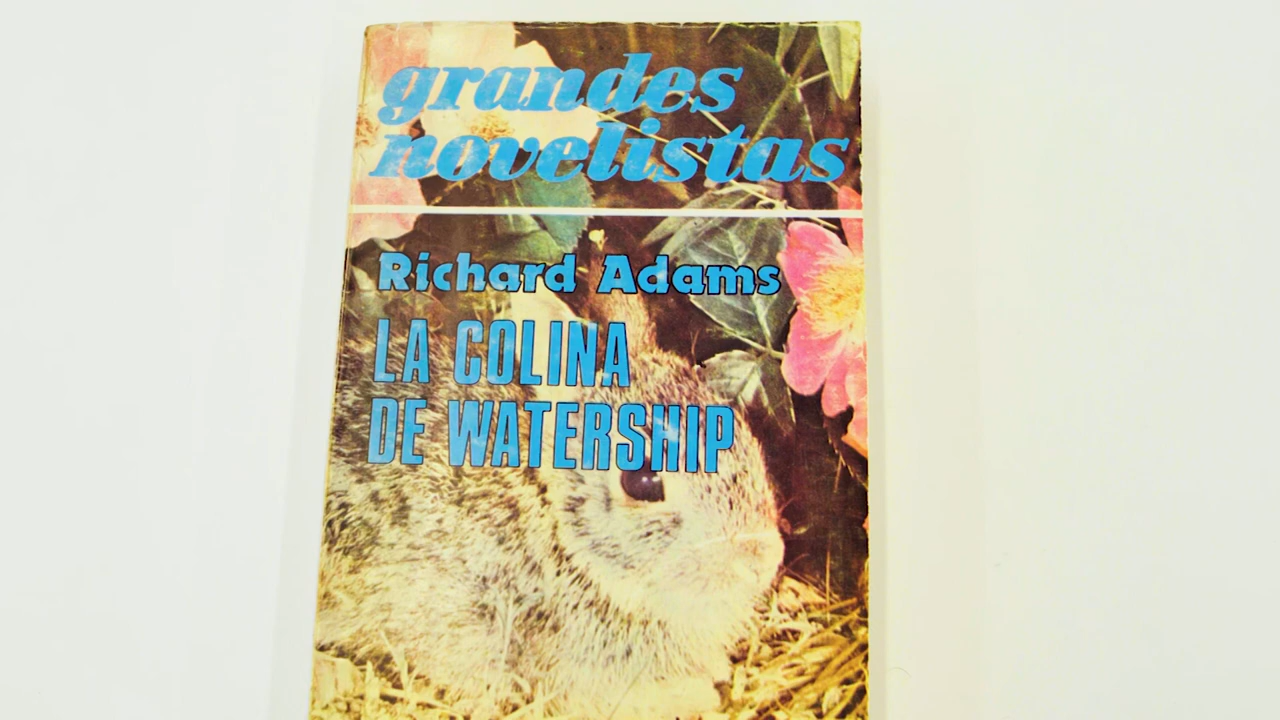 grandes
novelistas
Richard Adams
LA COLINA
DE WATERSHIP